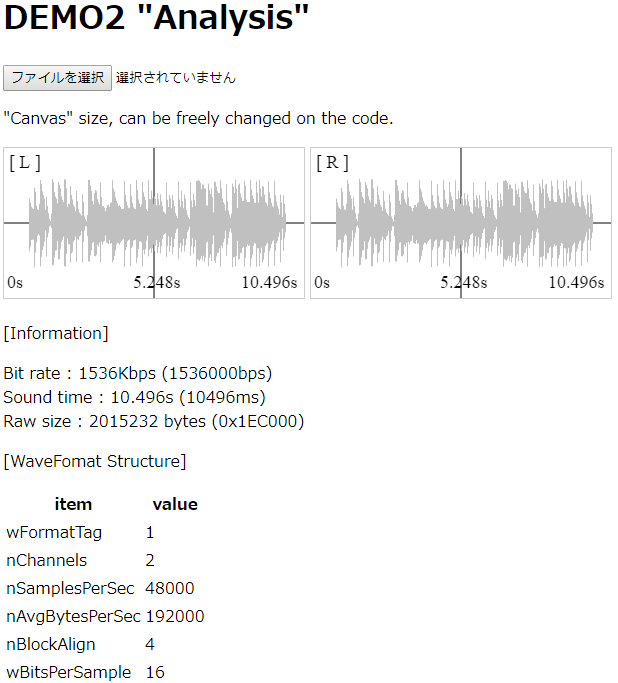 DEMO2 "Analysis"
ファイルを選択 選択されていません
"Canvas" size, can be freely changed on the code.
[ L ]
0s 5.248s 10.496s
[ R ]
0s 5.248s 10.496s
[Information]
Bit rate : 1536Kbps (1536000bps)
Sound time : 10.496s (10496ms)
Raw size : 2015232 bytes (0x1EC000)
[WaveFomat Structure]
item value
wFormatTag 1
nChannels 2
nSamplesPerSec 48000
nAvgBytesPerSec 192000
nBlockAlign 4
wBitsPerSample 16